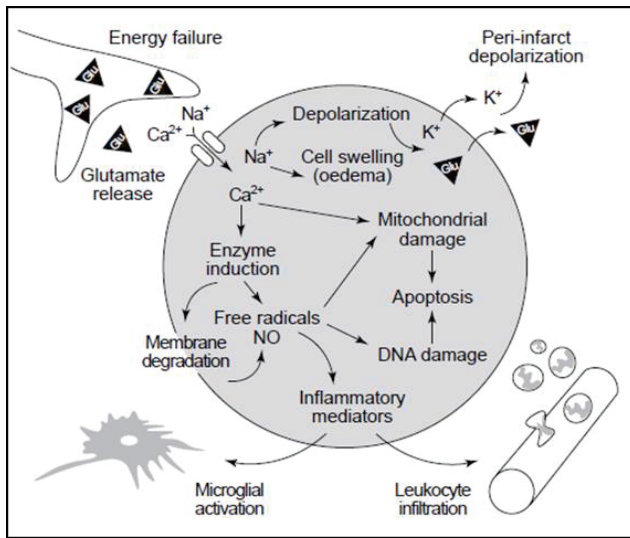 Energy failure
Glu
Glu
Glu
Glu
Glutamate
release
Na⁺
Ca²⁺
Na⁺
Ca²⁺
Depolarization
Cell swelling
(oedema)
K⁺
Glu
K⁺
Glu
Peri-infarct
depolarization
Enzyme
induction
Mitochondrial
damage
Apoptosis
Free radicals
NO
Membrane
degradation
DNA damage
Inflammatory
mediators
Microglial
activation
Leukocyte
infiltration